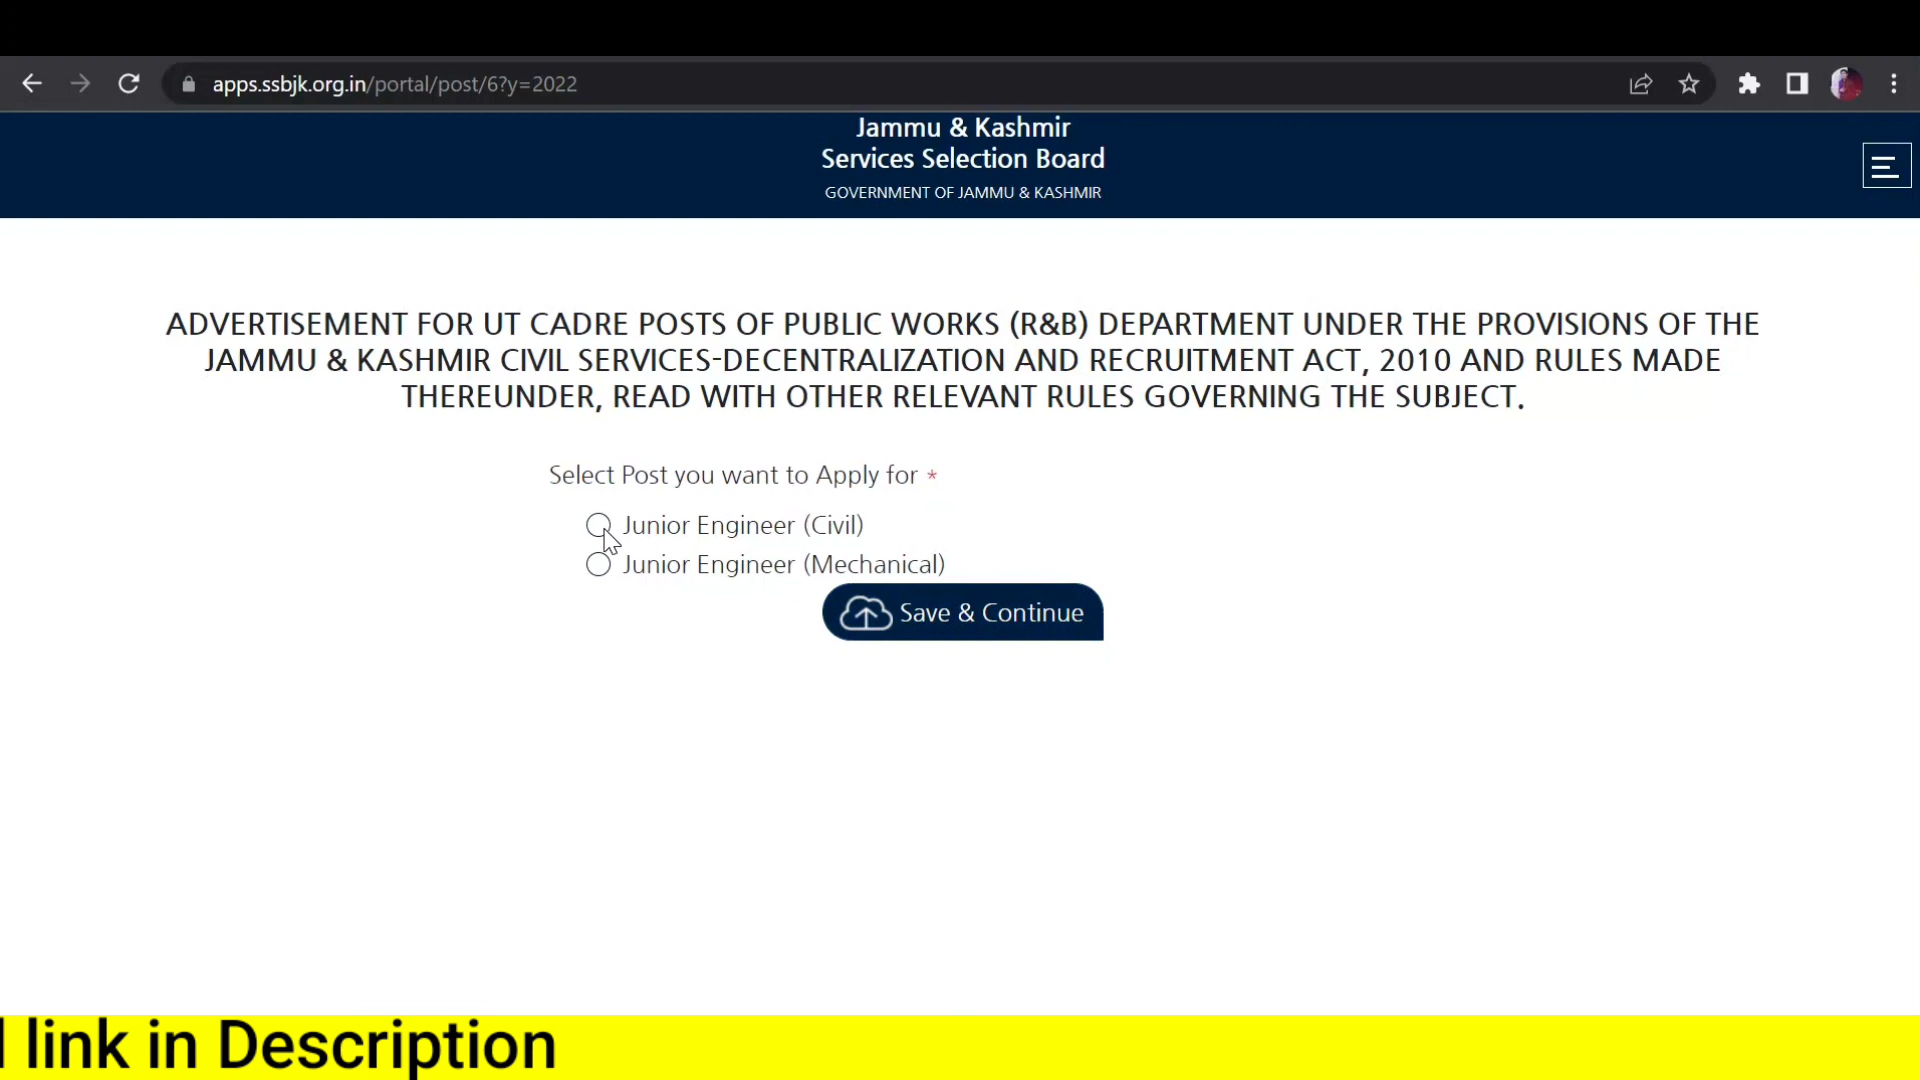 apps.ssbjk.org.in/portal/post/6?y=2022
Jammu & Kashmir
Services Selection Board
GOVERNMENT OF JAMMU & KASHMIR
ADVERTISEMENT FOR UT CADRE POSTS OF PUBLIC WORKS (R&B) DEPARTMENT UNDER THE PROVISIONS OF THE
JAMMU & KASHMIR CIVIL SERVICES-DECENTRALIZATION AND RECRUITMENT ACT, 2010 AND RULES MADE
THEREUNDER, READ WITH OTHER RELEVANT RULES GOVERNING THE SUBJECT.
Select Post you want to Apply for *
Junior Engineer (Civil)
Junior Engineer (Mechanical)
Save & Continue
link in Description